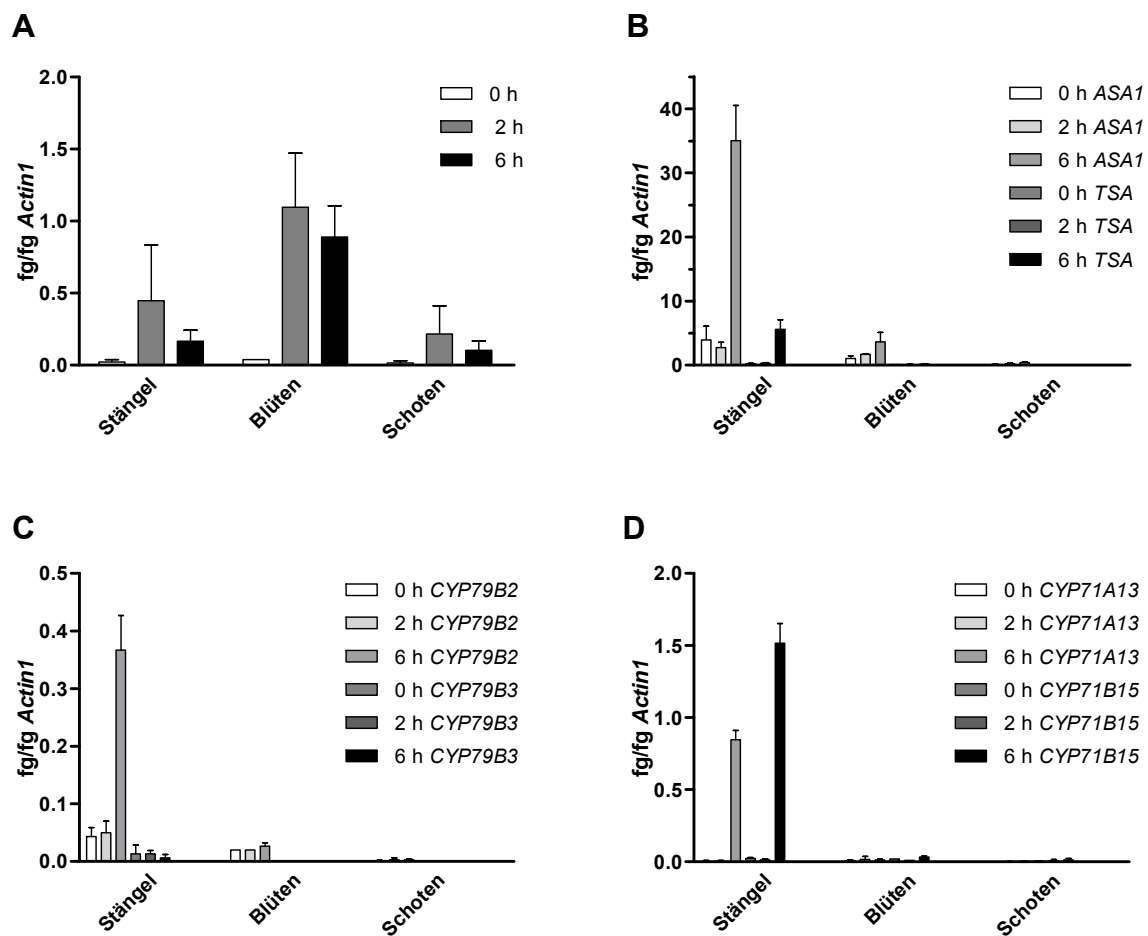 A
fg/fg Actin1
2.0
1.5
1.0
0.5
0.0
0 h
2 h
6 h
Stängel
Blüten
Schoten
B
fg/fg Actin1
40
30
20
10
0
0 h ASA1
2 h ASA1
6 h ASA1
0 h TSA
2 h TSA
6 h TSA
Stängel
Blüten
Schoten
C
fg/fg Actin1
0.5
0.4
0.3
0.2
0.1
0.0
0 h CYP79B2
2 h CYP79B2
6 h CYP79B2
0 h CYP79B3
2 h CYP79B3
6 h CYP79B3
Stängel
Blüten
Schoten
D
fg/fg Actin1
2.0
1.5
1.0
0.5
0.0
0 h CYP71A13
2 h CYP71A13
6 h CYP71A13
0 h CYP71B15
2 h CYP71B15
6 h CYP71B15
Stängel
Blüten
Schoten